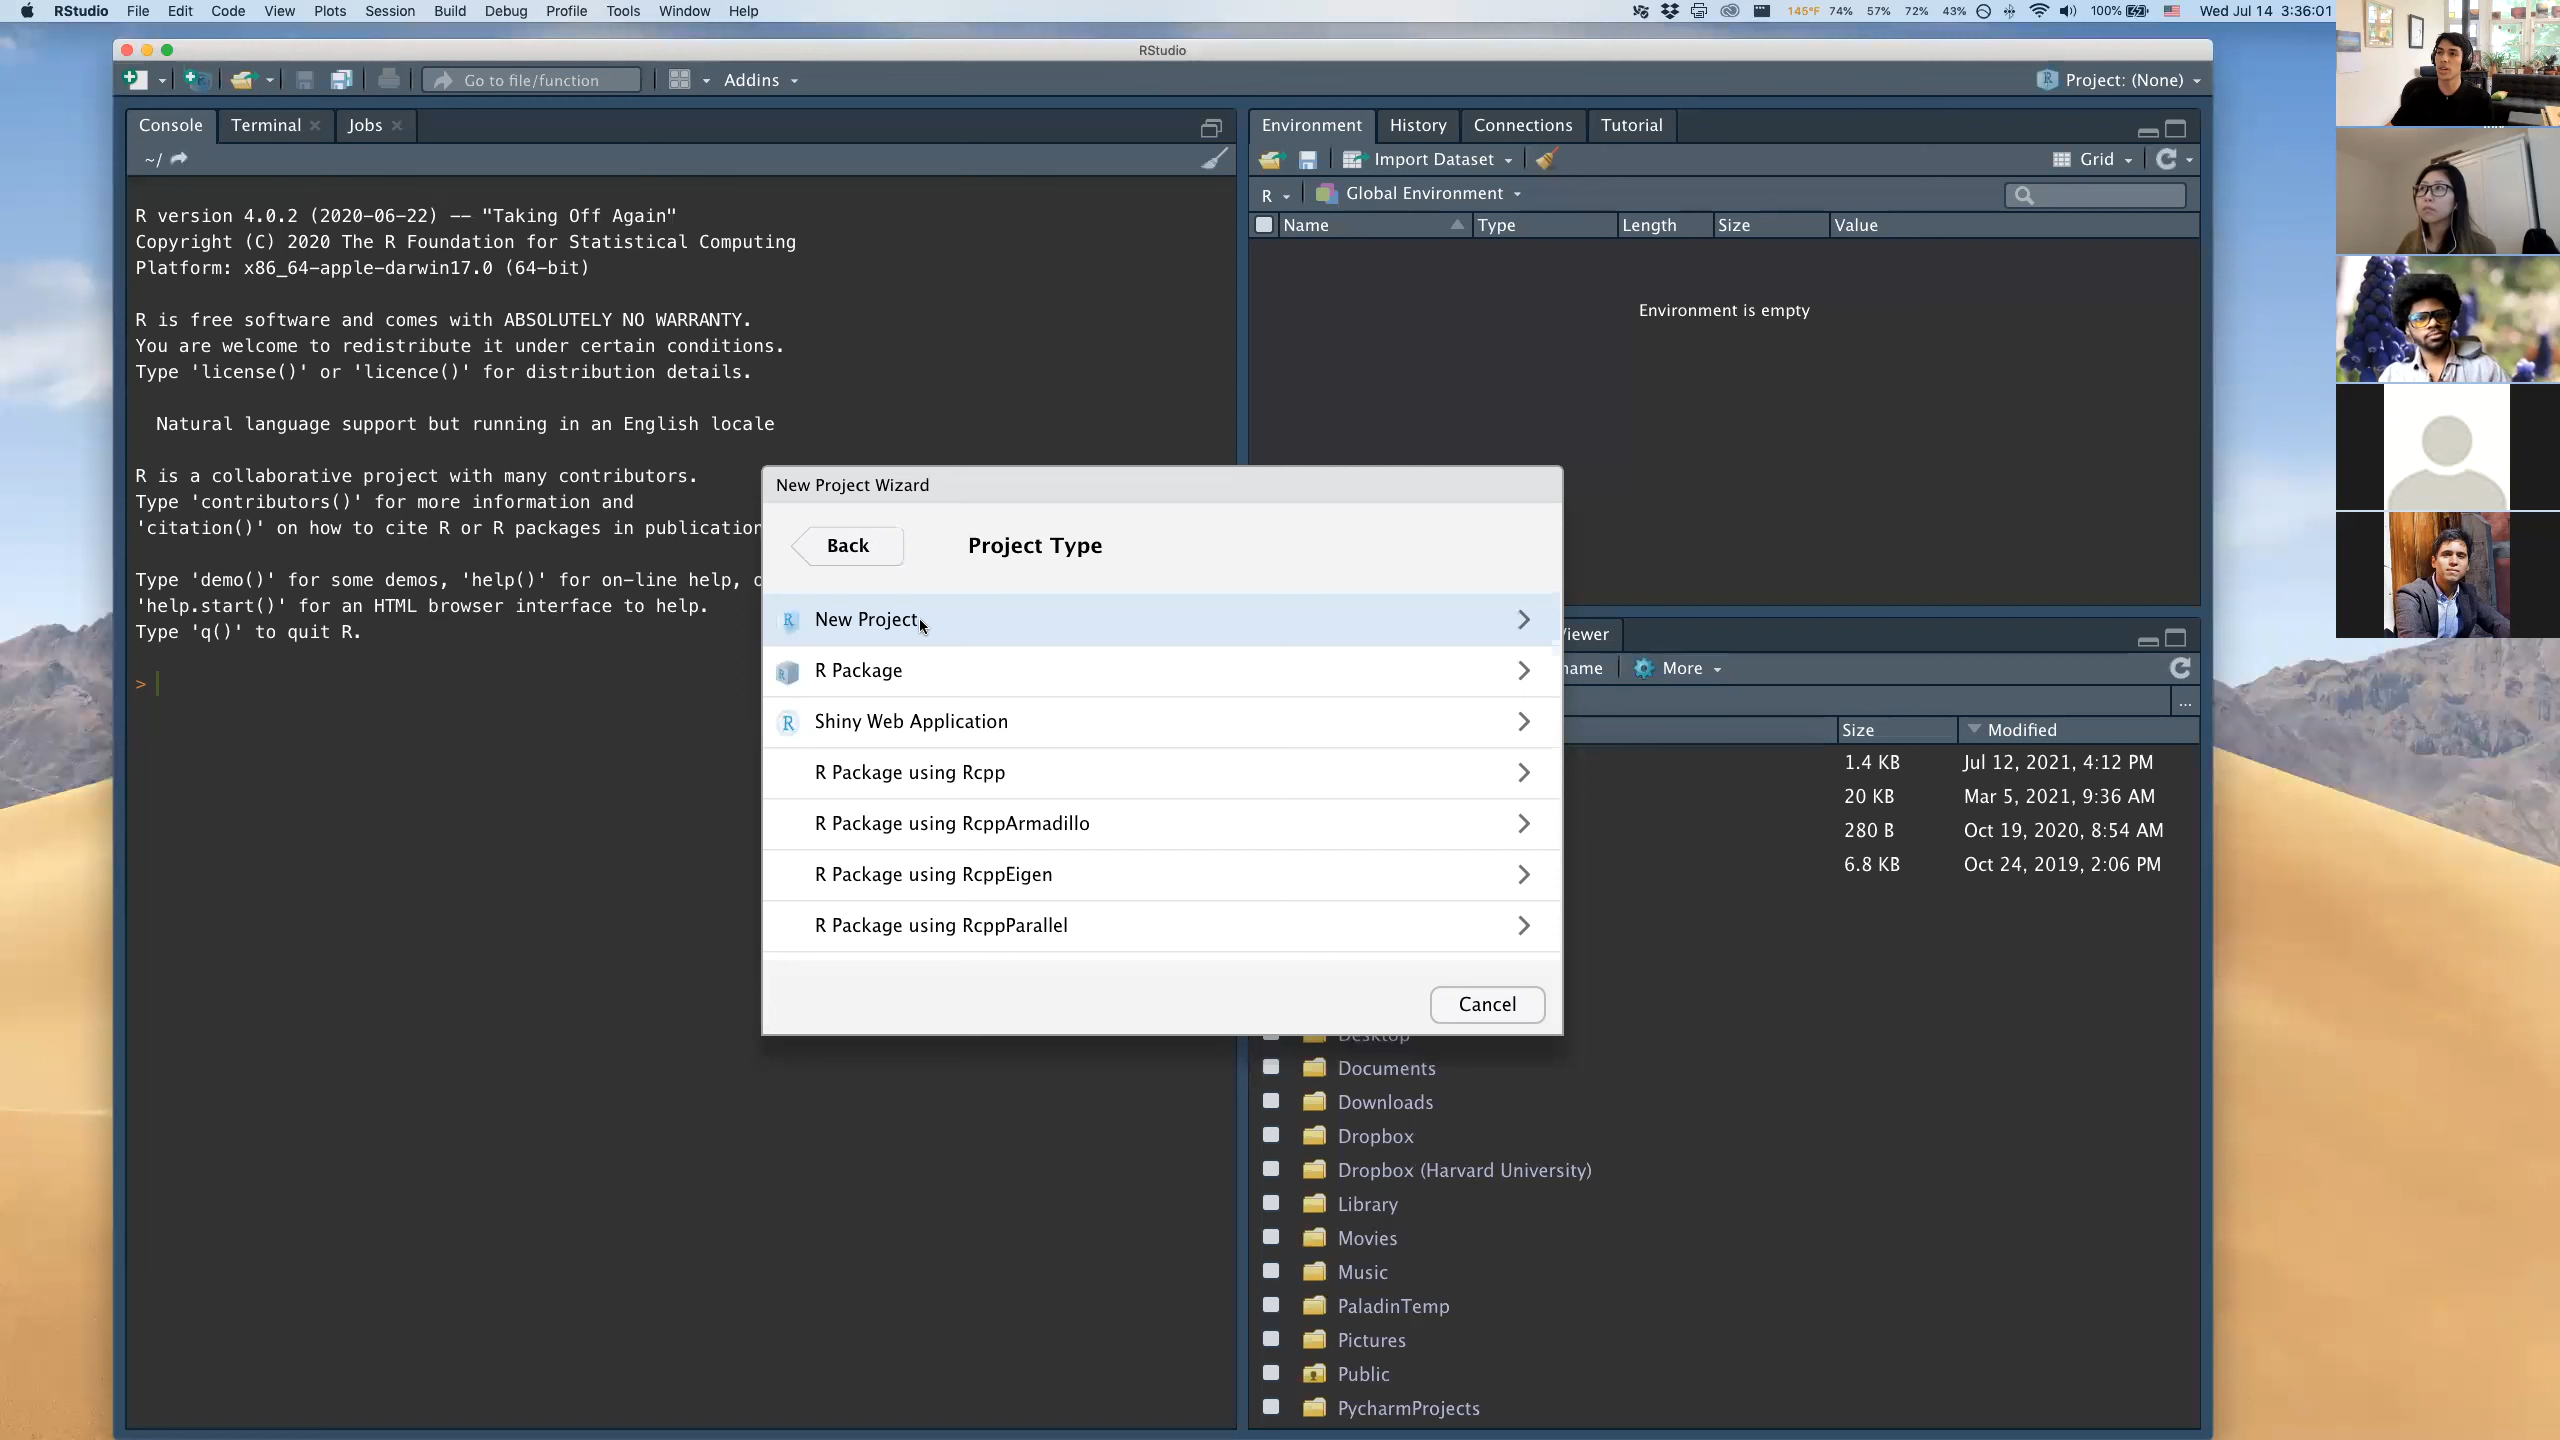 RStudio File Edit Code View Plots Session Build Debug Profile Tools Window Help
145°F 74% 57% 72% 43% 100% Wed Jul 14 3:36:01
RStudio
Go to file/function Addins
Project: (None)
Console Terminal Jobs
~/
R version 4.0.2 (2020-06-22) -- "Taking Off Again"
Copyright (C) 2020 The R Foundation for Statistical Computing
Platform: x86_64-apple-darwin17.0 (64-bit)
R is free software and comes with ABSOLUTELY NO WARRANTY.
You are welcome to redistribute it under certain conditions.
Type 'license()' or 'licence()' for distribution details.
Natural language support but running in an English locale
R is a collaborative project with many contributors.
Type 'contributors()' for more information and
'citation()' on how to cite R or R packages in publication
Type 'demo()' for some demos, 'help()' for on-line help, o
'help.start()' for an HTML browser interface to help.
Type 'q()' to quit R.
>
Environment History Connections Tutorial
Import Dataset Grid
R Global Environment
Name Type Length Size Value
Environment is empty
New Project Wizard
Back Project Type
New Project
R Package
Shiny Web Application
R Package using Rcpp
R Package using RcppArmadillo
R Package using RcppEigen
R Package using RcppParallel
Cancel
iewer
name More
...
Size Modified
1.4 KB Jul 12, 2021, 4:12 PM
20 KB Mar 5, 2021, 9:36 AM
280 B Oct 19, 2020, 8:54 AM
6.8 KB Oct 24, 2019, 2:06 PM
Desktop
Documents
Downloads
Dropbox
Dropbox (Harvard University)
Library
Movies
Music
PaladinTemp
Pictures
Public
PycharmProjects